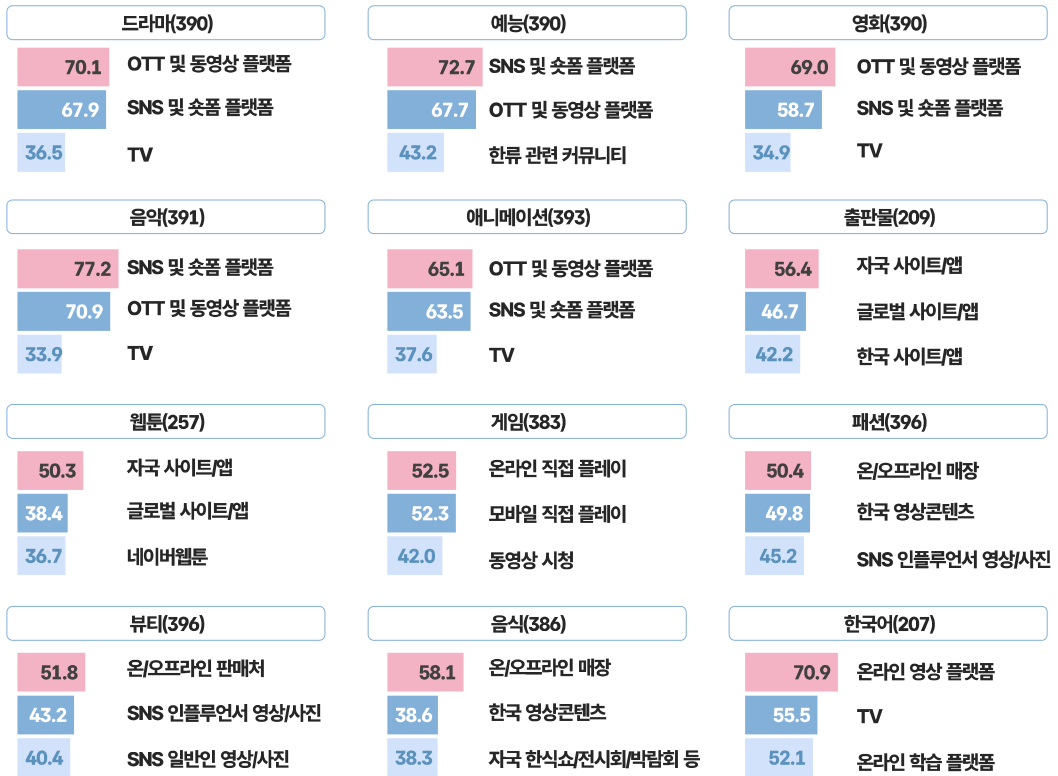 드라마(390)
70.1 OTT 및 동영상 플랫폼
67.9 SNS 및 숏폼 플랫폼
36.5 TV
예능(390)
72.7 SNS 및 숏폼 플랫폼
67.7 OTT 및 동영상 플랫폼
43.2 한류 관련 커뮤니티
영화(390)
69.0 OTT 및 동영상 플랫폼
58.7 SNS 및 숏폼 플랫폼
34.9 TV
음악(391)
77.2 SNS 및 숏폼 플랫폼
70.9 OTT 및 동영상 플랫폼
33.9 TV
애니메이션(393)
65.1 OTT 및 동영상 플랫폼
63.5 SNS 및 숏폼 플랫폼
37.6 TV
출판물(209)
56.4 자국 사이트/앱
46.7 글로벌 사이트/앱
42.2 한국 사이트/앱
웹툰(257)
50.3 자국 사이트/앱
38.4 글로벌 사이트/앱
36.7 네이버웹툰
게임(383)
52.5 온라인 직접 플레이
52.3 모바일 직접 플레이
42.0 동영상 시청
패션(396)
50.4 온/오프라인 매장
49.8 한국 영상콘텐츠
45.2 SNS 인플루언서 영상/사진
뷰티(396)
51.8 온/오프라인 판매처
43.2 SNS 인플루언서 영상/사진
40.4 SNS 일반인 영상/사진
음식(386)
58.1 온/오프라인 매장
38.6 한국 영상콘텐츠
38.3 자국 한식쇼/전시회/박람회 등
한국어(207)
70.9 온라인 영상 플랫폼
55.5 TV
52.1 온라인 학습 플랫폼